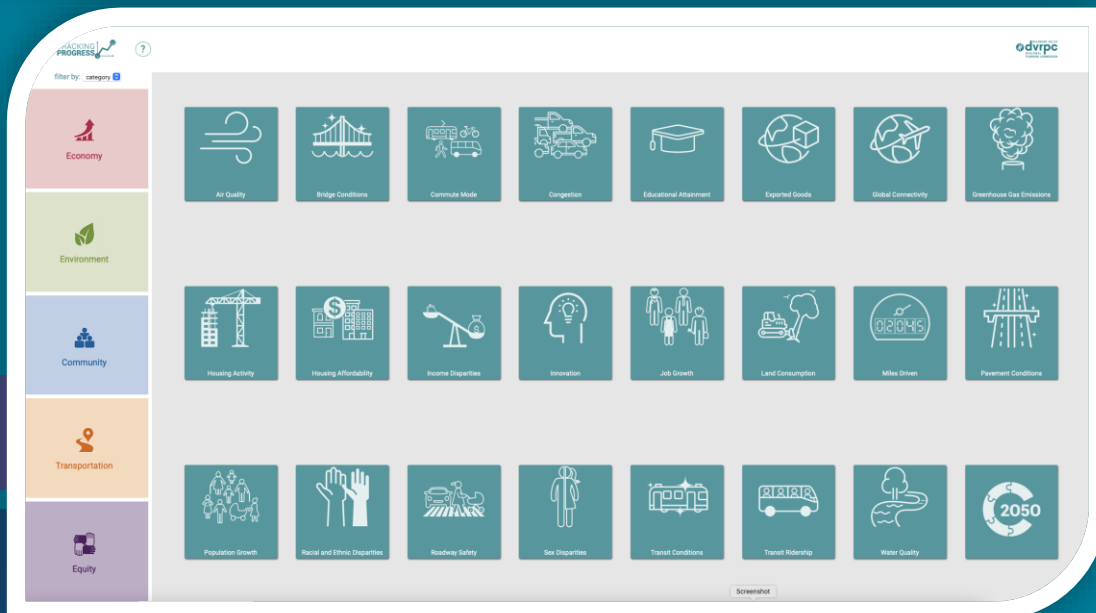 TRACKING
PROGRESS
?
dvrpc
filter by: category
Economy
Environment
Community
Transportation
Equity
Air Quality
Bridge Conditions
Commute Mode
Congestion
Educational Attainment
Exported Goods
Global Connectivity
Greenhouse Gas Emissions
Housing Activity
Housing Affordability
$
Income Disparities
$
Innovation
Job Growth
Land Consumption
02045
Miles Driven
Pavement Conditions
Population Growth
Racial and Ethnic Disparities
Roadway Safety
Sex Disparities
Transit Conditions
Transit Ridership
Water Quality
2050
Screenshot